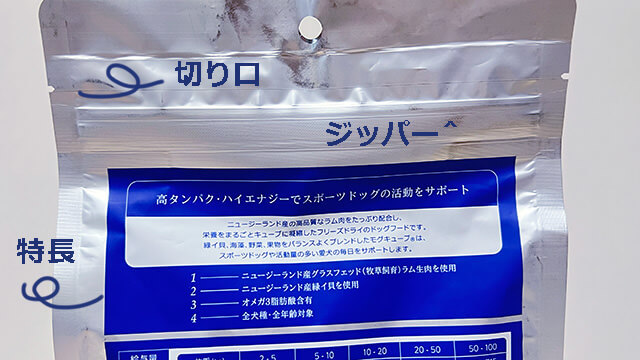 切り口
ジッパー^
高タンパク・ハイエナジーでスポーツドッグの活動をサポート
ニュージーランド産の高品質なラム肉をたっぷり配合し、
栄養をまるごとキューブに凝縮したフリーズドライのドッグフードです。
緑イ貝、海藻、野菜、果物をバランスよくブレンドしたモグキューブ®は、
スポーツドッグや活動量の多い愛犬の毎日をサポートします。
特長
1 ニュージーランド産グラスフェッド(牧草飼育)ラム生肉を使用
2 ニュージーランド産緑イ貝を使用
3 オメガ3脂肪酸含有
4 全犬種・全年齢対象
給与量 2-5 5-10 10-20 20-50 50-100